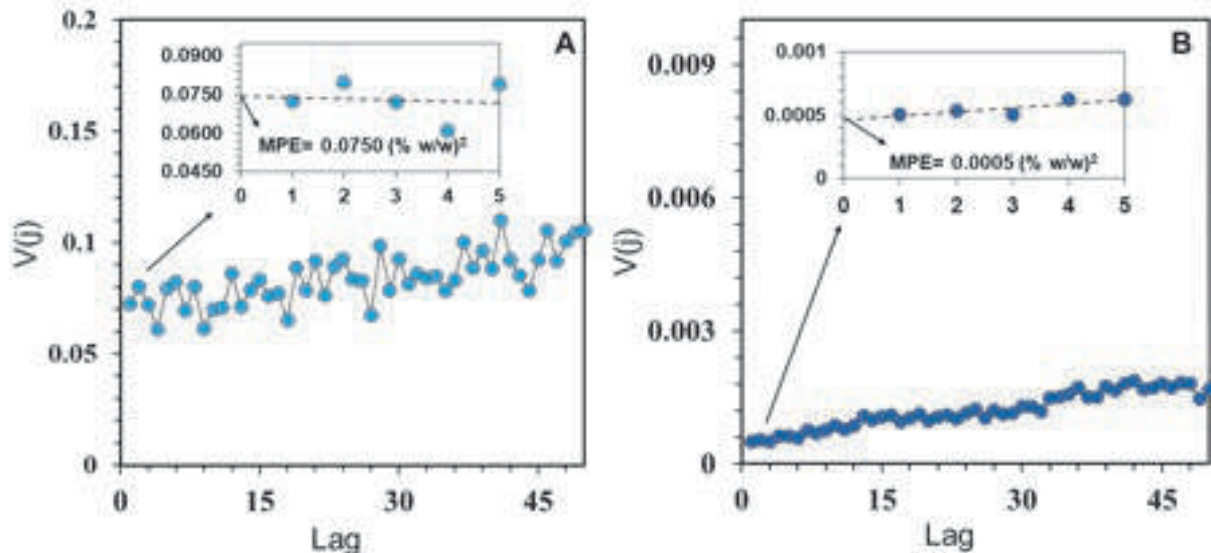 0.2
A
0.0900
0.0750
0.0600
0.0450
MPE= 0.0750 (% w/w)²
0 1 2 3 4 5
0.15
0.1
0.05
0
V(j)
0 15 30 45
Lag
B
0.001
0.0005
0
MPE= 0.0005 (% w/w)²
0 1 2 3 4 5
0.009
0.006
0.003
0
V(j)
0 15 30 45
Lag